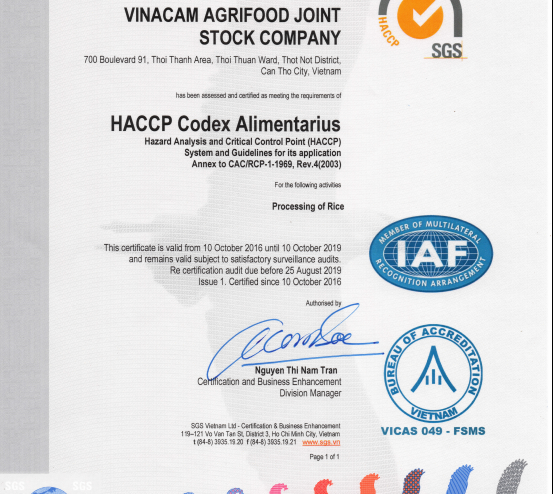 VINACAM AGRIFOOD JOINT
STOCK COMPANY
700 Boulevard 91, Thoi Thanh Area, Thoi Thuan Ward, Thot Not District,
Can Tho City, Vietnam
has been assessed and certified as meeting the requirements of
HACCP Codex Alimentarius
Hazard Analysis and Critical Control Point (HACCP)
System and Guidelines for its application
Annex to CAC/RCP-1-1969, Rev.4(2003)
For the following activities
Processing of Rice
This certificate is valid from 10 October 2016 until 10 October 2019
and remains valid subject to satisfactory surveillance audits.
Re certification audit due before 25 August 2019
Issue 1. Certified since 10 October 2016
Authorised by
Nguyen Thi Nam Tran
Certification and Business Enhancement
Division Manager
SGS Vietnam Ltd - Certification & Business Enhancement
119–121 Vo Van Tan St, District 3, Ho Chi Minh City, Vietnam
t (84-8) 3935.19.20 f (84-8) 3935.19.21 www.sgs.vn
Page 1 of 1
HACCP
SGS
MEMBER OF MULTILATERAL
IAF
RECOGNITION ARRANGEMENT
BUREAU OF ACCREDITATION
VIETNAM
VICAS 049 - FSMS
SGS SGS